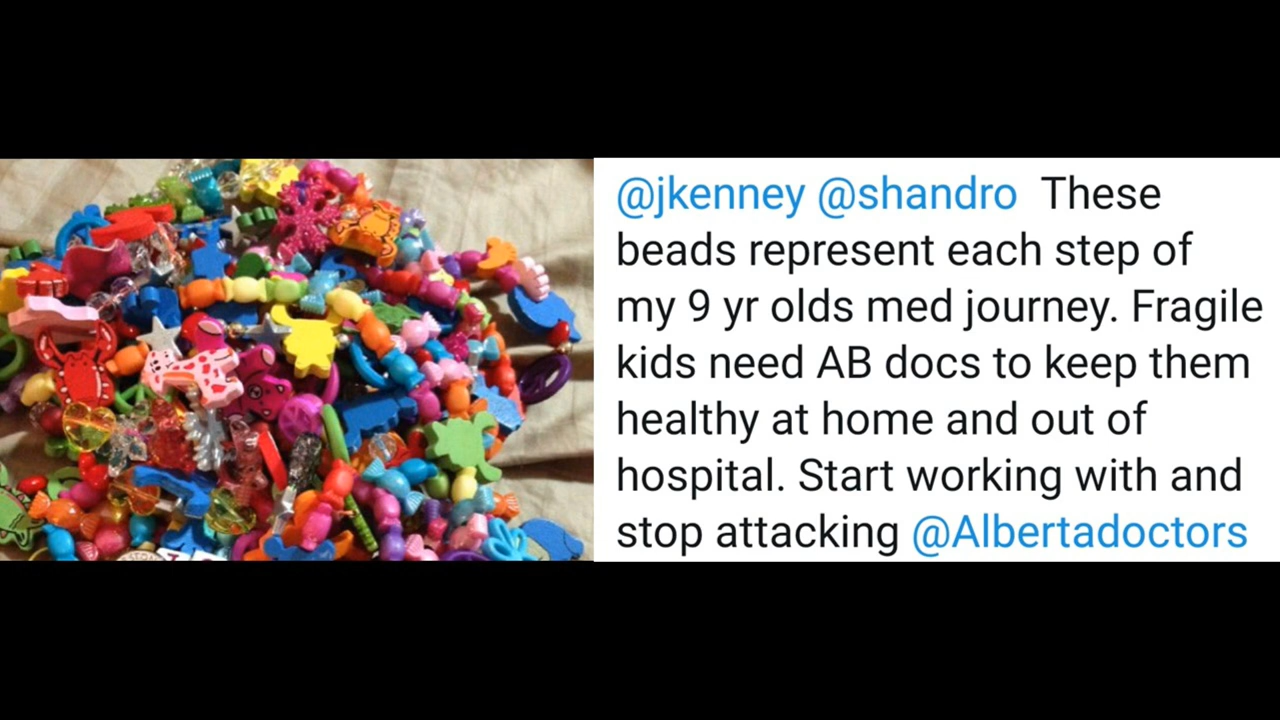 @jkenney @shandro These
beads represent each step of
my 9 yr olds med journey. Fragile
kids need AB docs to keep them
healthy at home and out of
hospital. Start working with and
stop attacking @Albertadoctors